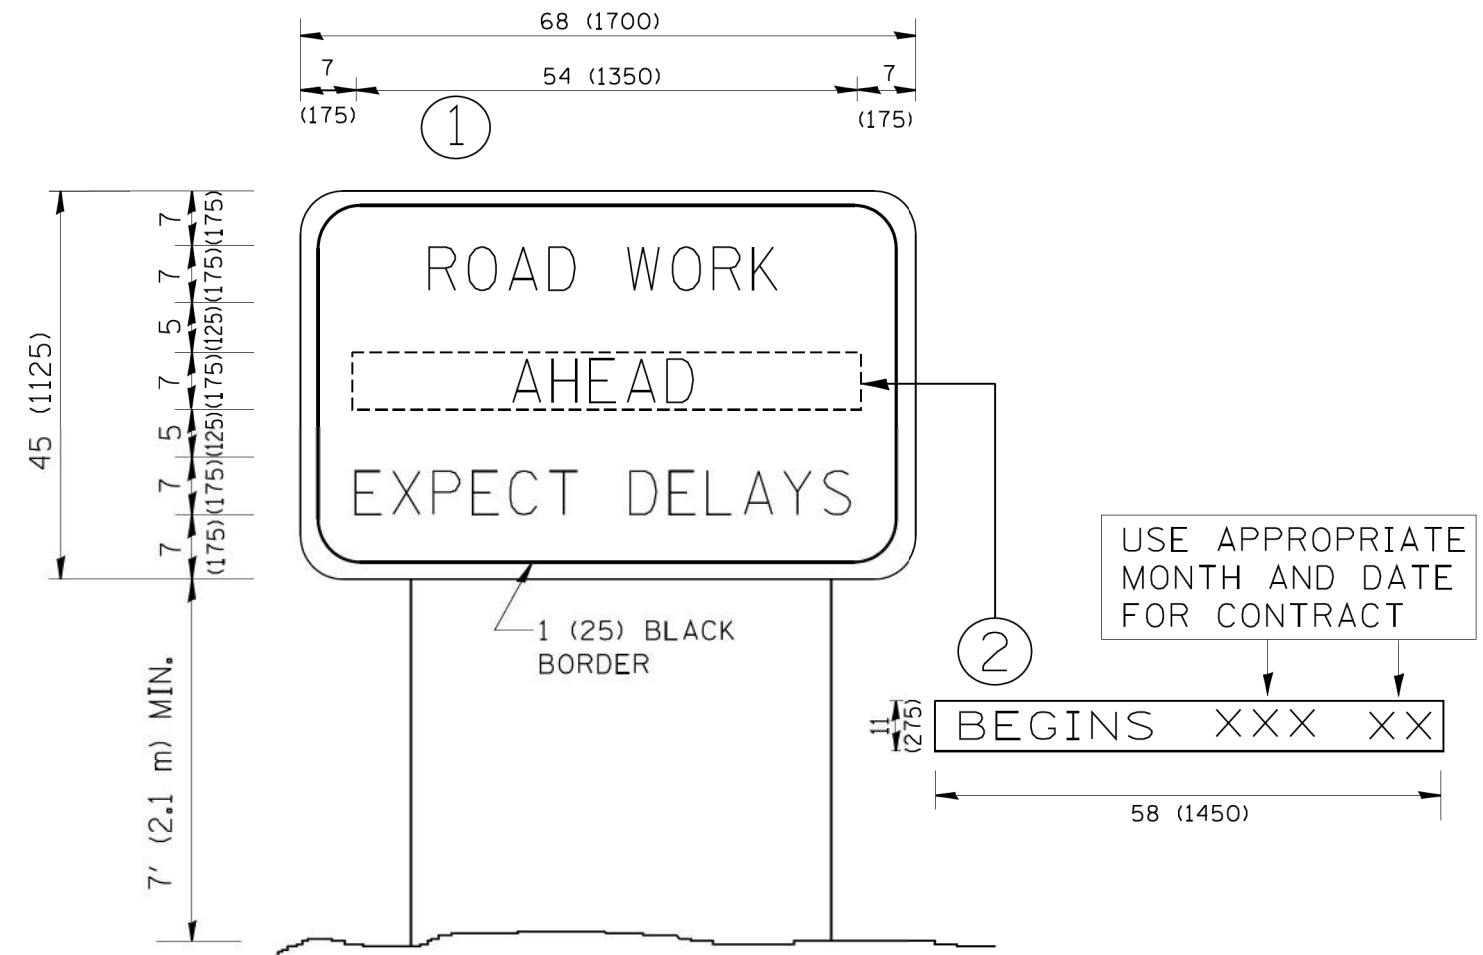 68 (1700)
7
54 (1350)
7
(175)
(175)
1
7
(175)
7
(175)
5
(125)
7
(175)
5
(125)
7
(175)
7
(175)
45 (1125)
ROAD WORK
AHEAD
EXPECT DELAYS
1 (25) BLACK
BORDER
7' (2.1 m) MIN.
USE APPROPRIATE
MONTH AND DATE
FOR CONTRACT
2
11
(275)
BEGINS XXX XX
58 (1450)